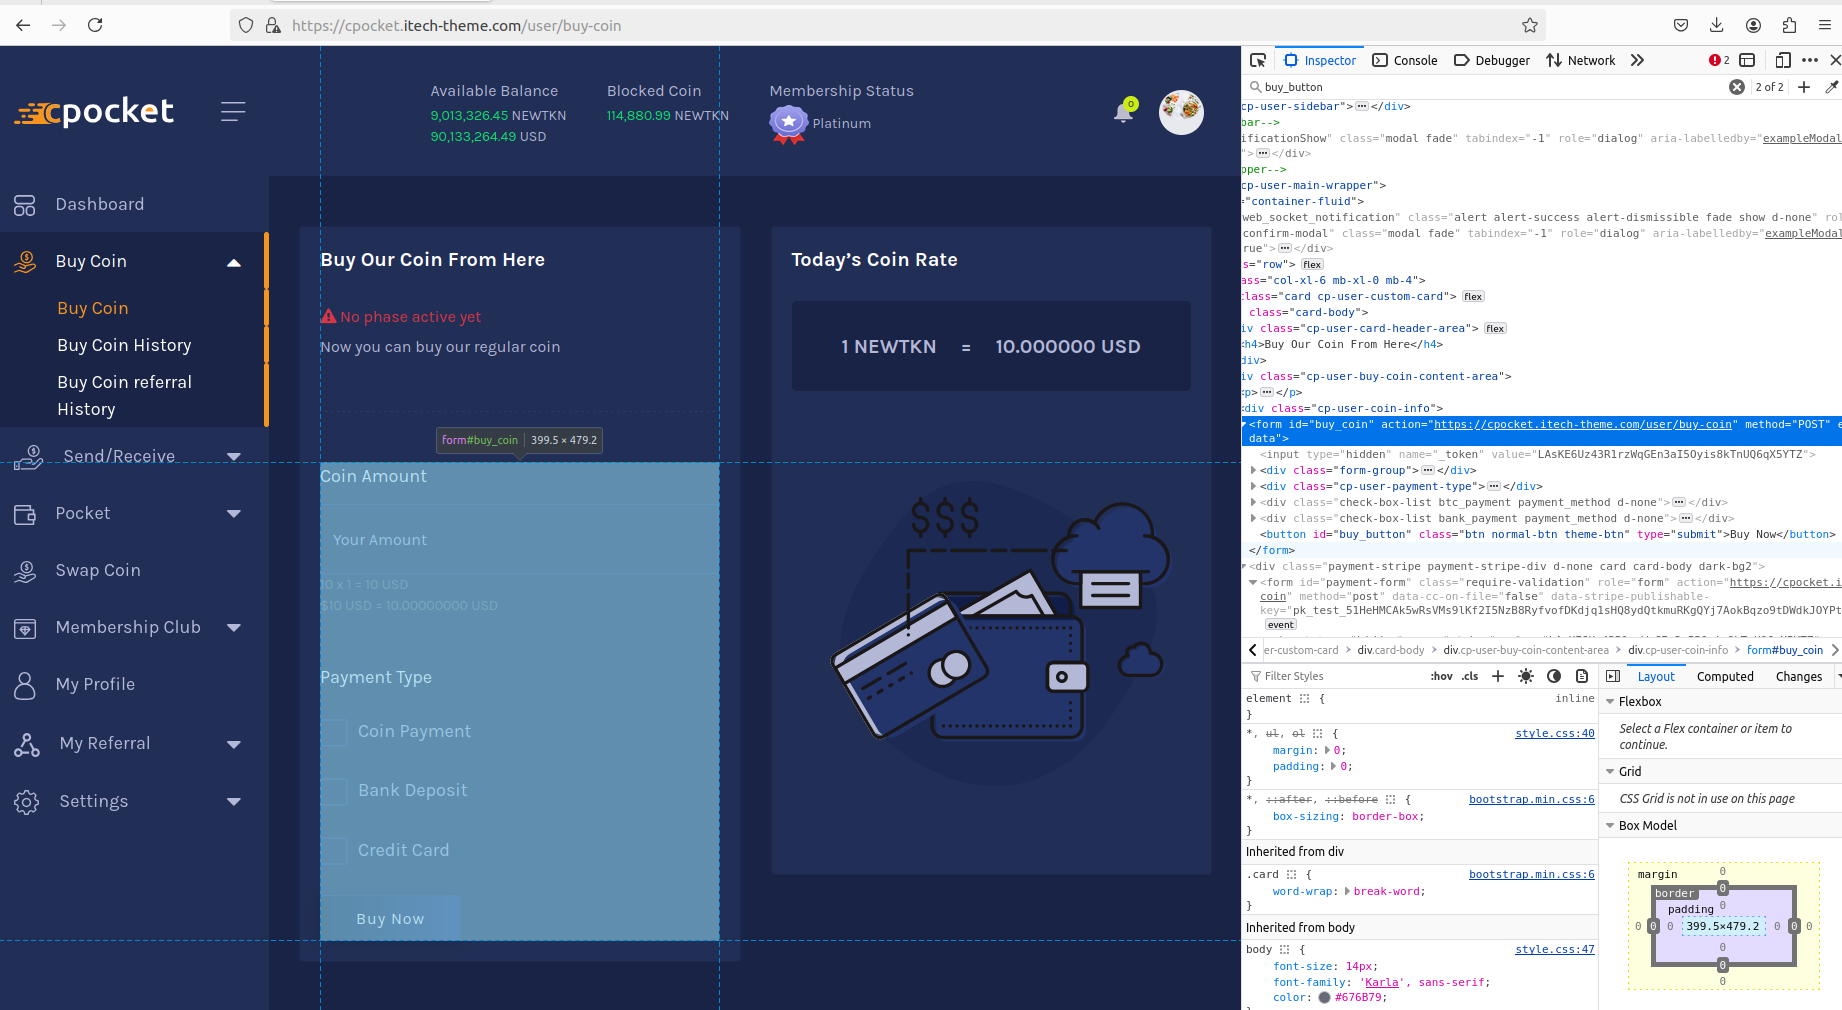 https://cpocket.itech-theme.com/user/buy-coin
cpocket
Available Balance
9,013,326.45 NEWTKN
90,133,264.49 USD
Blocked Coin
114,880.99 NEWTKN
Membership Status
Platinum
0
Dashboard
Buy Coin
Buy Coin
Buy Coin History
Buy Coin referral
History
Send/Receive
Pocket
Swap Coin
Membership Club
My Profile
My Referral
Settings
Buy Our Coin From Here
No phase active yet
Now you can buy our regular coin
form#buy_coin 399.5 × 479.2
Coin Amount
Your Amount
10 x 1 = 10 USD
$10 USD = 10.00000000 USD
Payment Type
Coin Payment
Bank Deposit
Credit Card
Buy Now
Today's Coin Rate
1 NEWTKN = 10.000000 USD
$$$
Inspector Console Debugger Network 2
buy_button 2 of 2
cp-user-sidebar"> </div>
bar-->
ificationShow" class="modal fade" tabindex="-1" role="dialog" aria-labelledby="exampleModal
"> </div>
pper-->
cp-user-main-wrapper">
="container-fluid">
web_socket_notification" class="alert alert-success alert-dismissible fade show d-none" rol
confirm-modal" class="modal fade" tabindex="-1" role="dialog" aria-labelledby="exampleModal
rue"> </div>
s="row"> flex
ass="col-xl-6 mb-xl-0 mb-4">
class="card cp-user-custom-card"> flex
class="card-body">
iv class="cp-user-card-header-area"> flex
<h4>Buy Our Coin From Here</h4>
div>
iv class="cp-user-buy-coin-content-area">
<p> </p>
div class="cp-user-coin-info">
<form id="buy_coin" action="https://cpocket.itech-theme.com/user/buy-coin" method="POST" e
data">
<input type="hidden" name="_token" value="LAsKE6Uz43R1rzWqGEn3aI5Oyis8kTnUQ6qX5YTZ">
<div class="form-group"> </div>
<div class="cp-user-payment-type"> </div>
<div class="check-box-list btc_payment payment_method d-none"> </div>
<div class="check-box-list bank_payment payment_method d-none"> </div>
<button id="buy_button" class="btn normal-btn theme-btn" type="submit">Buy Now</button>
</form>
<div class="payment-stripe payment-stripe-div d-none card card-body dark-bg2">
<form id="payment-form" class="require-validation" role="form" action="https://cpocket.i
coin" method="post" data-cc-on-file="false" data-stripe-publishable-
key="pk_test_51HeHMCAk5wRsVMs9lKf2I5NzB8RyfvofDKdjq1sHQ8ydQtkmuRKgQYj7AokBqzo9tDWdkJOYPt
event
er-custom-card div.card-body div.cp-user-buy-coin-content-area div.cp-user-coin-info form#buy_coin
Filter Styles :hov .cls
element { inline
}
*, ul, ol { style.css:40
margin: 0;
padding: 0;
}
*, ::after, ::before { bootstrap.min.css:6
box-sizing: border-box;
}
Inherited from div
.card { bootstrap.min.css:6
word-wrap: break-word;
}
Inherited from body
body { style.css:47
font-size: 14px;
font-family: 'Karla', sans-serif;
color: #676B79;
Layout Computed Changes
Flexbox
Select a Flex container or item to
continue.
Grid
CSS Grid is not in use on this page
Box Model
margin 0
border 0
padding 0
0 0 0 399.5×479.2 0 0 0
0
0
0